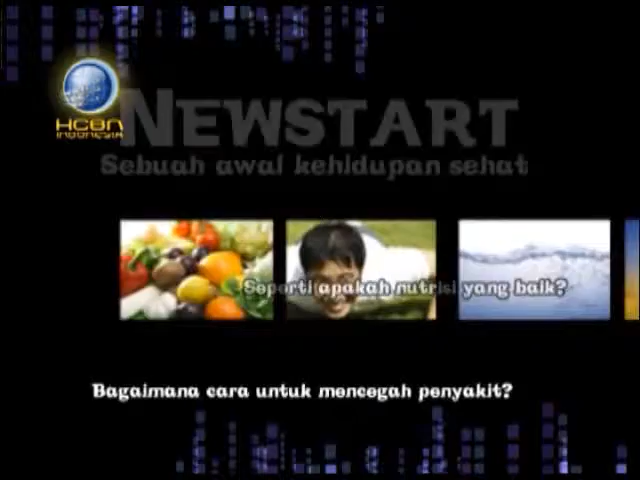 HCBN
INDONESIA
NEWSTART
Sebuah awal kehidupan sehat
Seperti apakah nutrisi yang baik?
Bagaimana cara untuk mencegah penyakit?